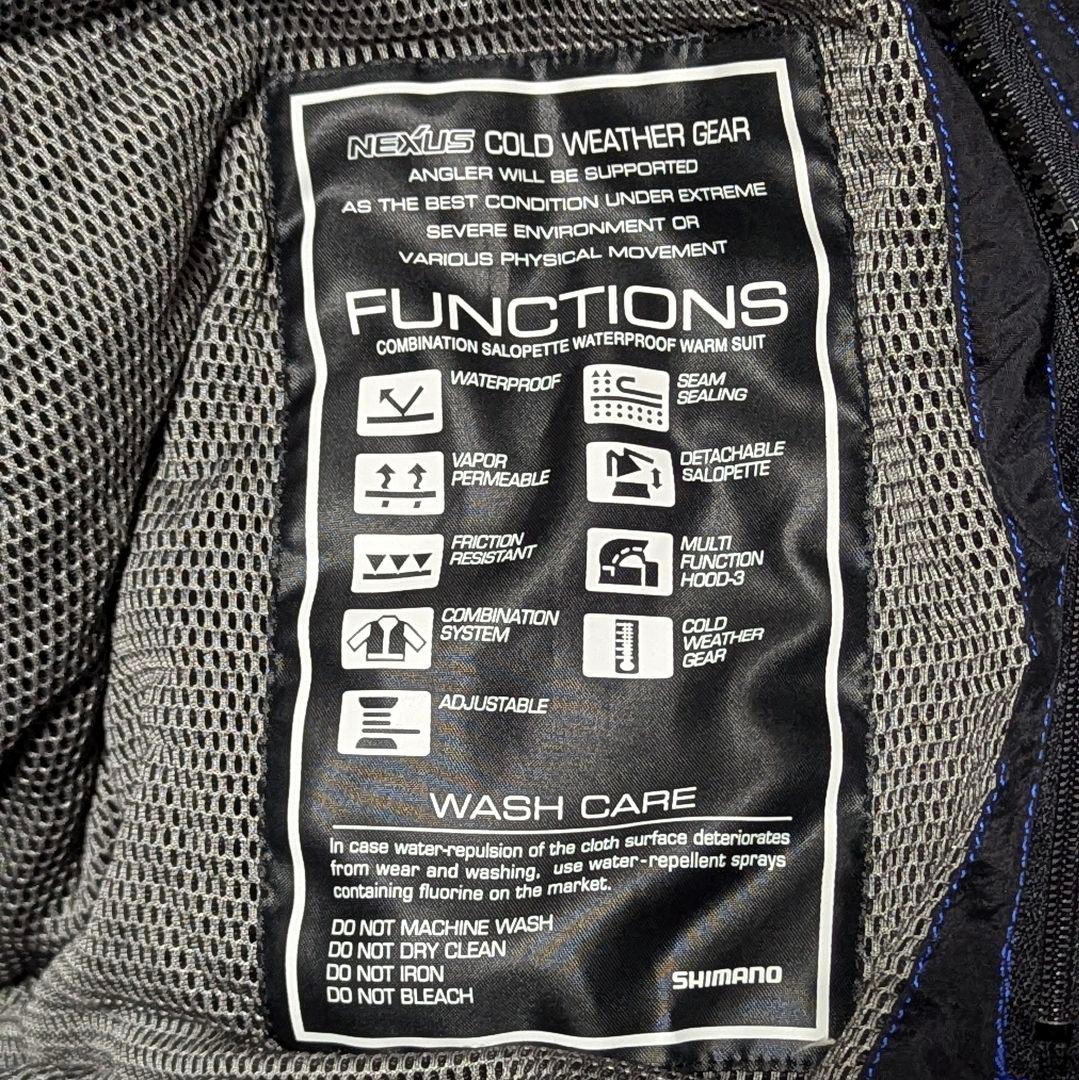 NEXUS COLD WEATHER GEAR
ANGLER WILL BE SUPPORTED
AS THE BEST CONDITION UNDER EXTREME
SEVERE ENVIRONMENT OR
VARIOUS PHYSICAL MOVEMENT
FUNCTIONS
COMBINATION SALOPETTE WATERPROOF WARM SUIT
WATERPROOF
VAPOR
PERMEABLE
FRICTION
RESISTANT
COMBINATION
SYSTEM
ADJUSTABLE
SEAM
SEALING
DETACHABLE
SALOPETTE
MULTI
FUNCTION
HOOD-3
COLD
WEATHER
GEAR
WASH CARE
In case water-repulsion of the cloth surface deteriorates
from wear and washing, use water-repellent sprays
containing fluorine on the market.
DO NOT MACHINE WASH
DO NOT DRY CLEAN
DO NOT IRON
DO NOT BLEACH
SHIMANO